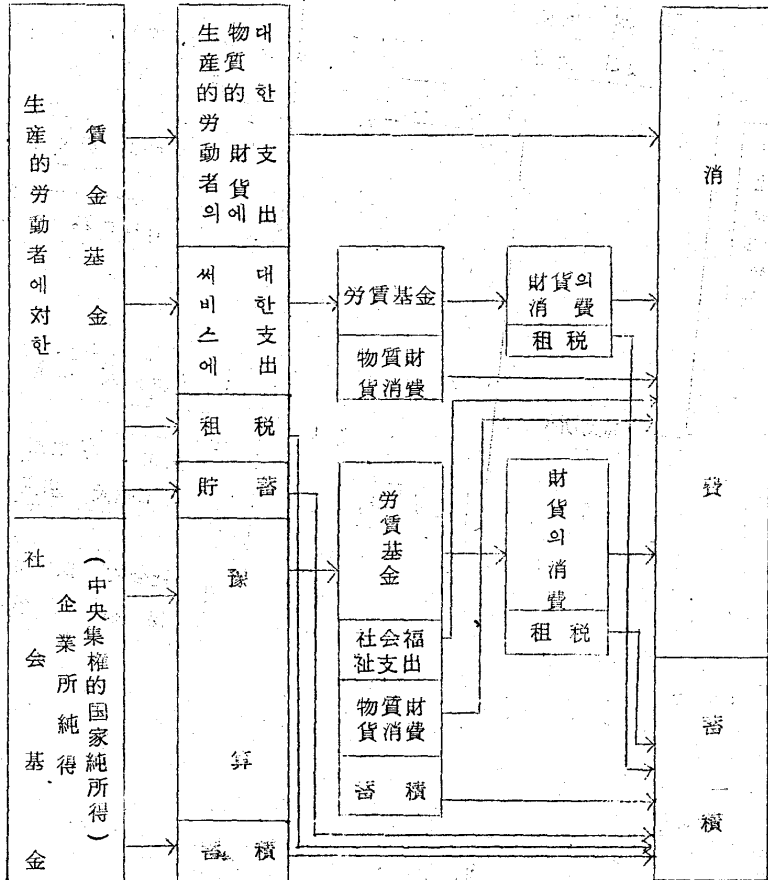 生産的労動者에対한
賃金基金
社会基金
(中央集権的国家純所得)
企業所純得
生産的労動者의
物質的財貨에
대한支出
써비스에
대한支出
租税
貯蓄
豫算
蓄積
労賃基金
物質財
貨消費
労賃基金
社会福
祉支出
物質財
貨消費
蓄積
財貨의
消費
租税
財貨의消費
租税
消費
蓄積